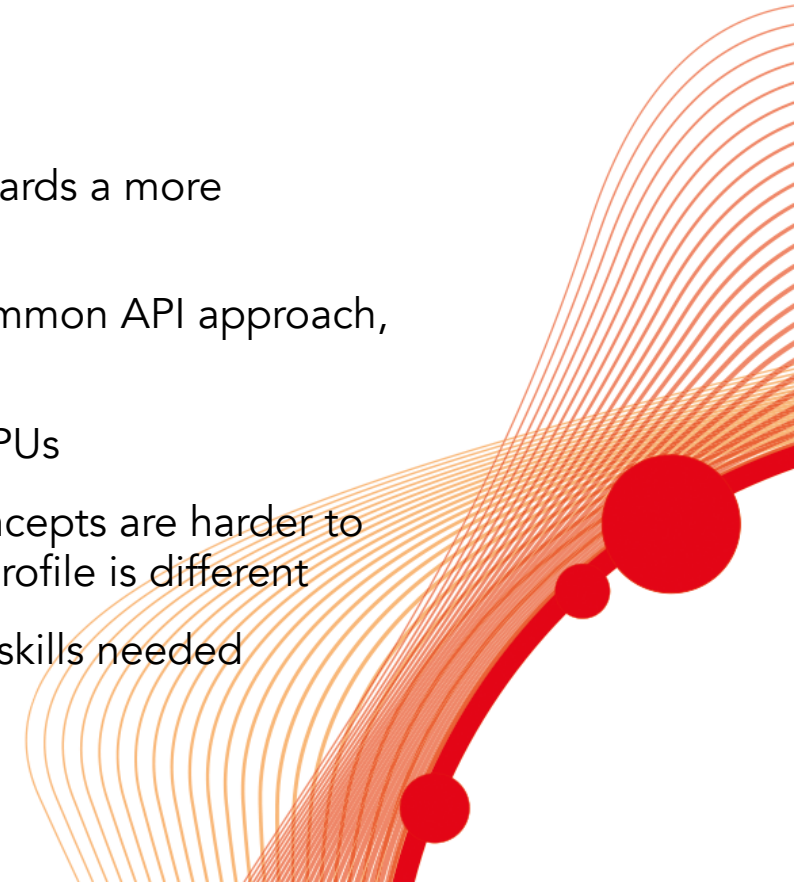 ards a more
mmon API approach,
PUs
ncepts are harder to
rofile is different
skills needed